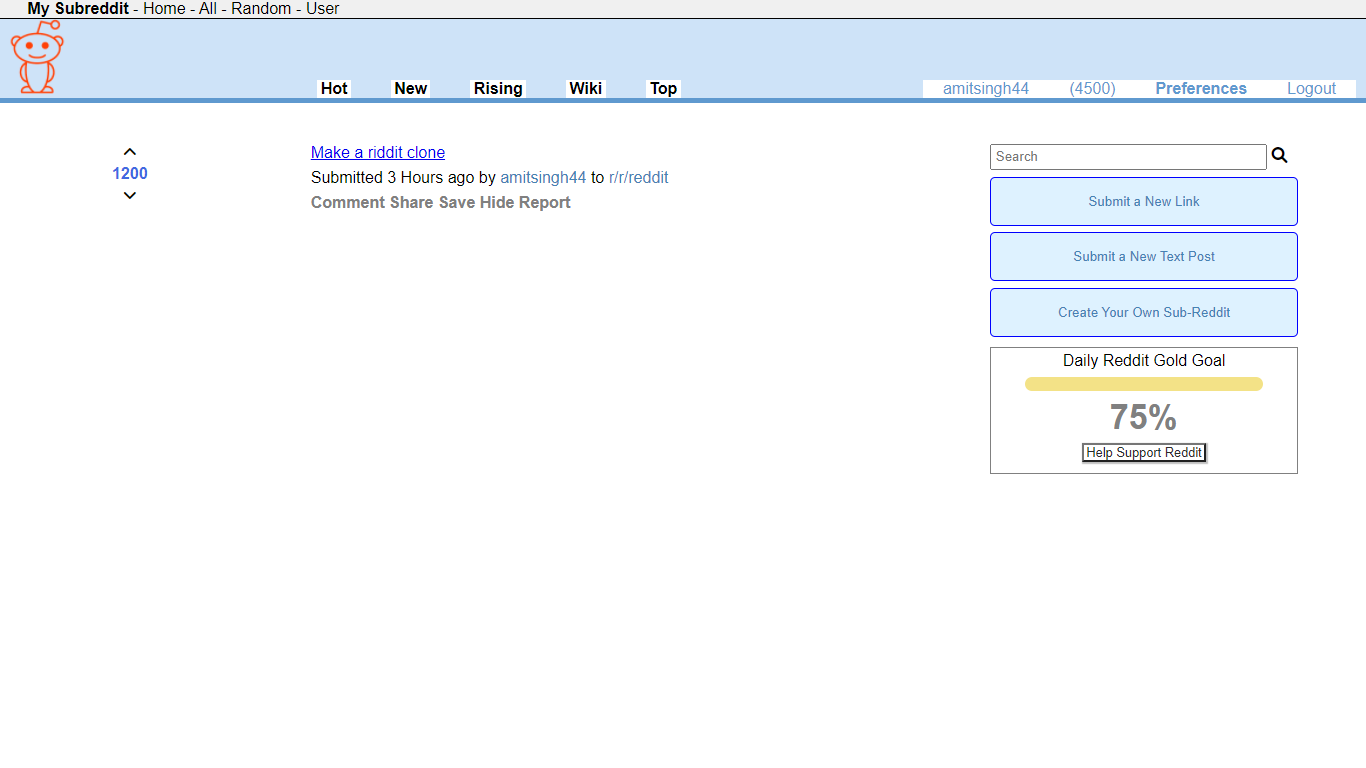 My Subreddit - Home - All - Random - User
Hot New Rising Wiki Top
amitsingh44 (4500) Preferences Logout
1200
Make a riddit clone
Submitted 3 Hours ago by amitsingh44 to r/r/reddit
Comment Share Save Hide Report
Search
Submit a New Link
Submit a New Text Post
Create Your Own Sub-Reddit
Daily Reddit Gold Goal
75%
Help Support Reddit